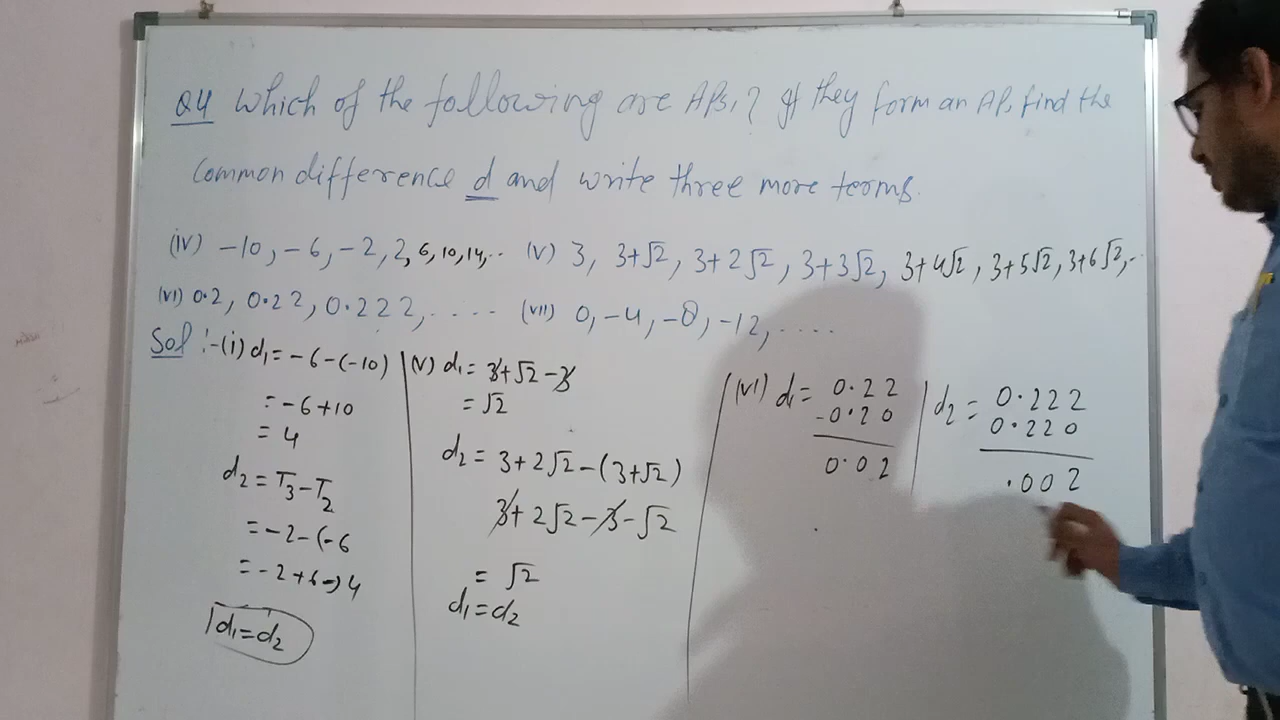 Q4 Which of the following are APs,? If they form an AP, find the
common difference d and write three more terms.
(iv) -10, -6, -2, 2, 6, 10, 14,.. (v) 3, 3+√2, 3+2√2, 3+3√2, 3+4√2, 3+5√2, 3+6√2,..
(vi) 0.2, 0.22, 0.222, .... (vii) 0, -4, -8, -12, ....
Sol :-(i) d₁ = -6-(-10)
= -6+10
= 4
d₂ = T₃-T₂
= -2-(-6
= -2+6 → 4
d₁=d₂
(v) d₁ = 3+√2-3
= √2
d₂ = 3+2√2-(3+√2)
3+2√2-3-√2
= √2
d₁=d₂
(vi) d₁ = 0.22
-0.20
0.02
d₂ = 0.222
0.220
.002